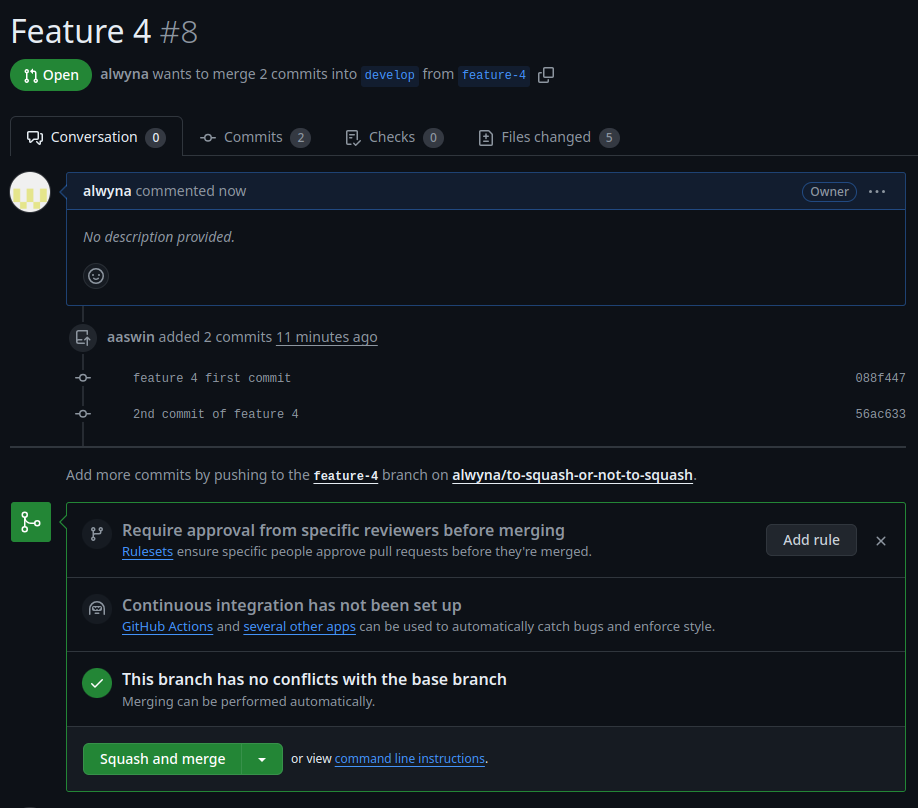 Feature 4 #8
Open alwyna wants to merge 2 commits into develop from feature-4
Conversation 0 Commits 2 Checks 0 Files changed 5
alwyna commented now Owner
No description provided.
aaswin added 2 commits 11 minutes ago
feature 4 first commit 088f447
2nd commit of feature 4 56ac633
Add more commits by pushing to the feature-4 branch on alwyna/to-squash-or-not-to-squash.
Require approval from specific reviewers before merging
Rulesets ensure specific people approve pull requests before they're merged.
Add rule
Continuous integration has not been set up
GitHub Actions and several other apps can be used to automatically catch bugs and enforce style.
This branch has no conflicts with the base branch
Merging can be performed automatically.
Squash and merge or view command line instructions.